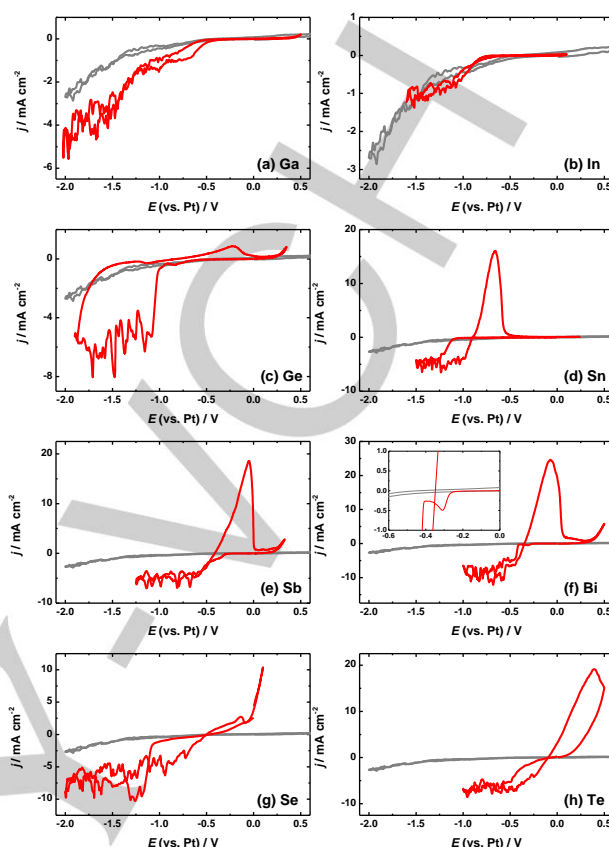 0
-2
-4
-6
j / mA cm-2
(a) Ga
-2.0 -1.5 -1.0 -0.5 0.0 0.5
E (vs. Pt) / V
1
0
-1
-2
-3
j / mA cm-2
(b) In
-2.0 -1.5 -1.0 -0.5 0.0 0.5
E (vs. Pt) / V
0
-4
-8
j / mA cm-2
(c) Ge
-2.0 -1.5 -1.0 -0.5 0.0 0.5
E (vs. Pt) / V
20
10
0
-10
j / mA cm-2
(d) Sn
-2.0 -1.5 -1.0 -0.5 0.0 0.5
E (vs. Pt) / V
20
10
0
-10
j / mA cm-2
(e) Sb
-2.0 -1.5 -1.0 -0.5 0.0 0.5
E (vs. Pt) / V
30
20
10
0
-10
j / mA cm-2
1.0
0.5
0.0
-0.5
-1.0
-0.6 -0.4 -0.2 0.0
(f) Bi
-2.0 -1.5 -1.0 -0.5 0.0 0.5
E (vs. Pt) / V
10
5
0
-5
-10
j / mA cm-2
(g) Se
-2.0 -1.5 -1.0 -0.5 0.0 0.5
E (vs. Pt) / V
20
10
0
-10
j / mA cm-2
(h) Te
-2.0 -1.5 -1.0 -0.5 0.0 0.5
E (vs. Pt) / V